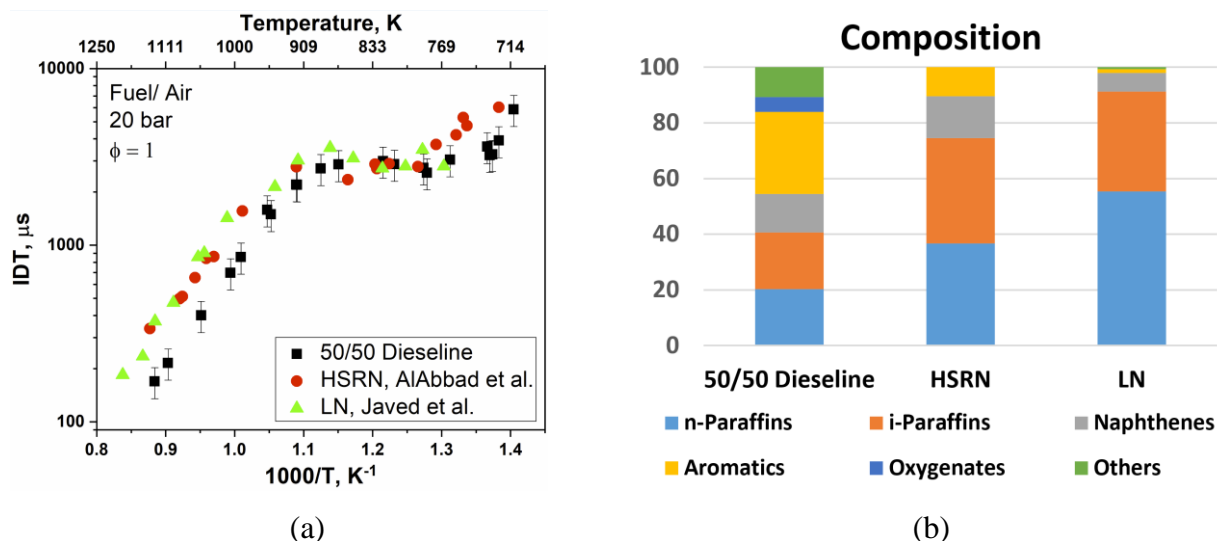 Temperature, K
1250 1111 1000 909 833 769 714
10000
1000
100
IDT, μs
Fuel/ Air
20 bar
ϕ = 1
50/50 Dieseline
HSRN, AlAbbad et al.
LN, Javed et al.
0.8 0.9 1.0 1.1 1.2 1.3 1.4
1000/T, K⁻¹
(a)
Composition
100
80
60
40
20
0
50/50 Dieseline HSRN LN
n-Paraffins i-Paraffins Naphthenes
Aromatics Oxygenates Others
(b)